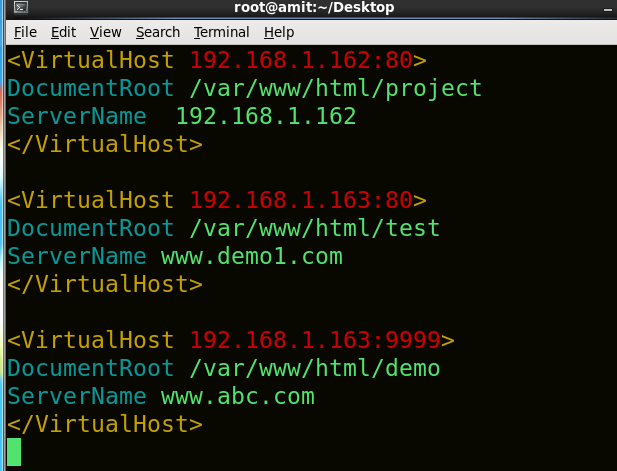 root@amit:~/Desktop
File Edit View Search Terminal Help
<VirtualHost 192.168.1.162:80>
DocumentRoot /var/www/html/project
ServerName  192.168.1.162
</VirtualHost>
<VirtualHost 192.168.1.163:80>
DocumentRoot /var/www/html/test
ServerName www.demo1.com
</VirtualHost>
<VirtualHost 192.168.1.163:9999>
DocumentRoot /var/www/html/demo
ServerName www.abc.com
</VirtualHost>